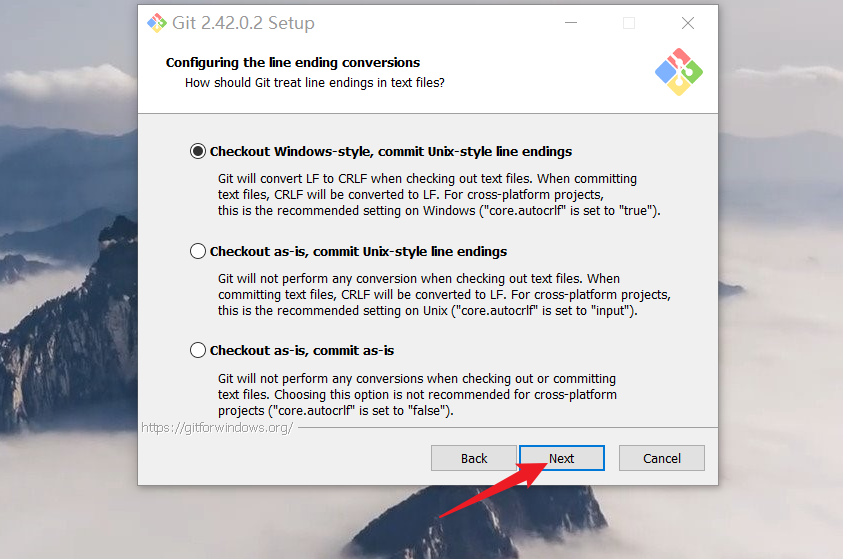 Git 2.42.0.2 Setup
Configuring the line ending conversions
How should Git treat line endings in text files?
Checkout Windows-style, commit Unix-style line endings
Git will convert LF to CRLF when checking out text files. When committing
text files, CRLF will be converted to LF. For cross-platform projects,
this is the recommended setting on Windows ("core.autocrlf" is set to "true").
Checkout as-is, commit Unix-style line endings
Git will not perform any conversion when checking out text files. When
committing text files, CRLF will be converted to LF. For cross-platform projects,
this is the recommended setting on Unix ("core.autocrlf" is set to "input").
Checkout as-is, commit as-is
Git will not perform any conversions when checking out or committing
text files. Choosing this option is not recommended for cross-platform
projects ("core.autocrlf" is set to "false").
https://gitforwindows.org/
Back
Next
Cancel